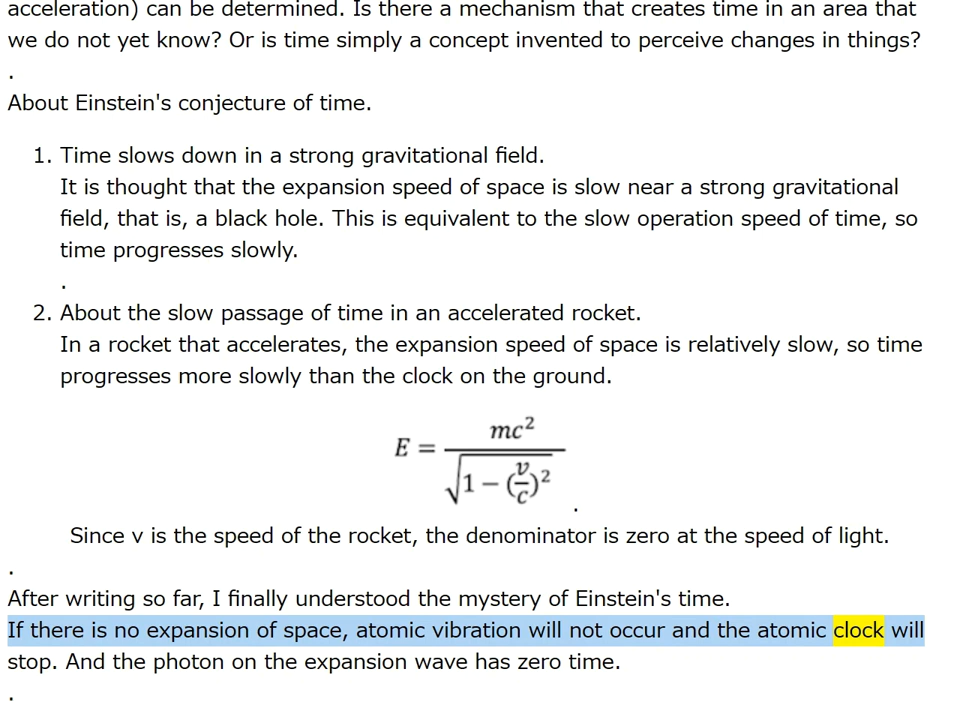 acceleration) can be determined. Is there a mechanism that creates time in an area that
we do not yet know? Or is time simply a concept invented to perceive changes in things?
.
About Einstein's conjecture of time.
1. Time slows down in a strong gravitational field.
It is thought that the expansion speed of space is slow near a strong gravitational
field, that is, a black hole. This is equivalent to the slow operation speed of time, so
time progresses slowly.
.
2. About the slow passage of time in an accelerated rocket.
In a rocket that accelerates, the expansion speed of space is relatively slow, so time
progresses more slowly than the clock on the ground.
E = mc² / √(1 − (v/c)²) .
Since v is the speed of the rocket, the denominator is zero at the speed of light.
.
After writing so far, I finally understood the mystery of Einstein's time.
If there is no expansion of space, atomic vibration will not occur and the atomic clock will
stop. And the photon on the expansion wave has zero time.
.